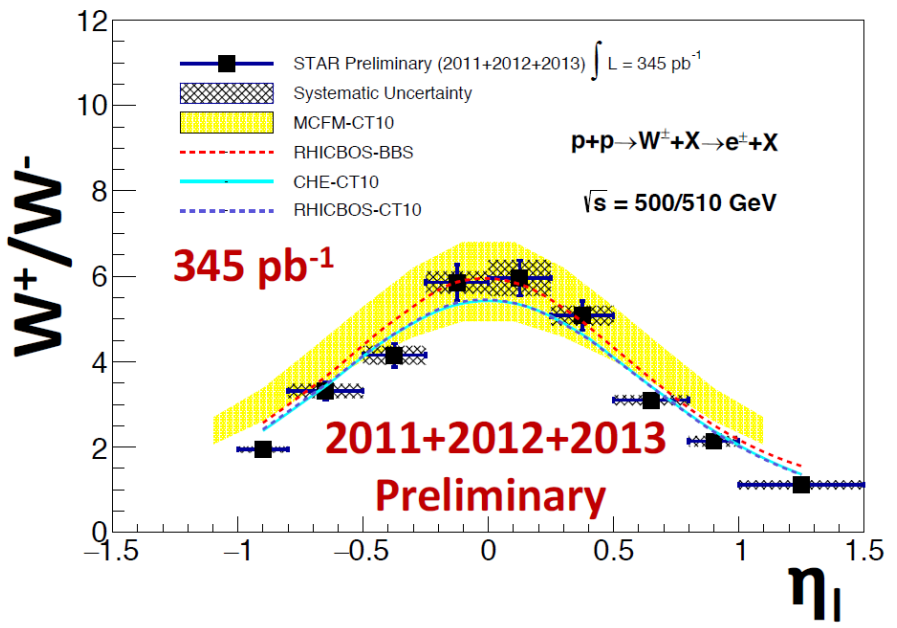 12
10
8
6
4
2
0
W⁺/W⁻
STAR Preliminary (2011+2012+2013) ∫ L = 345 pb⁻¹
Systematic Uncertainty
MCFM-CT10
RHICBOS-BBS
CHE-CT10
RHICBOS-CT10
p+p→W±+X→e±+X
√s = 500/510 GeV
345 pb⁻¹
2011+2012+2013
Preliminary
−1.5 −1 −0.5 0 0.5 1 1.5
ηl